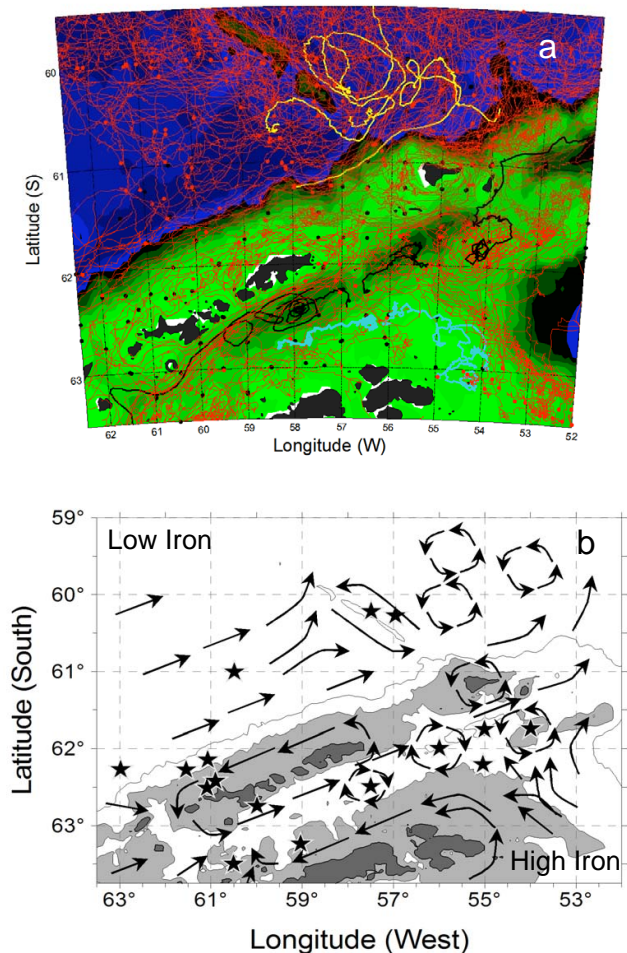 a
60
61
62
63
Latitude (S)
62 61 60 59 58 57 56 55 54 53 52
Longitude (W)
b
Low Iron
High Iron
59°
60°
61°
62°
63°
Latitude (South)
63° 61° 59° 57° 55° 53°
Longitude (West)